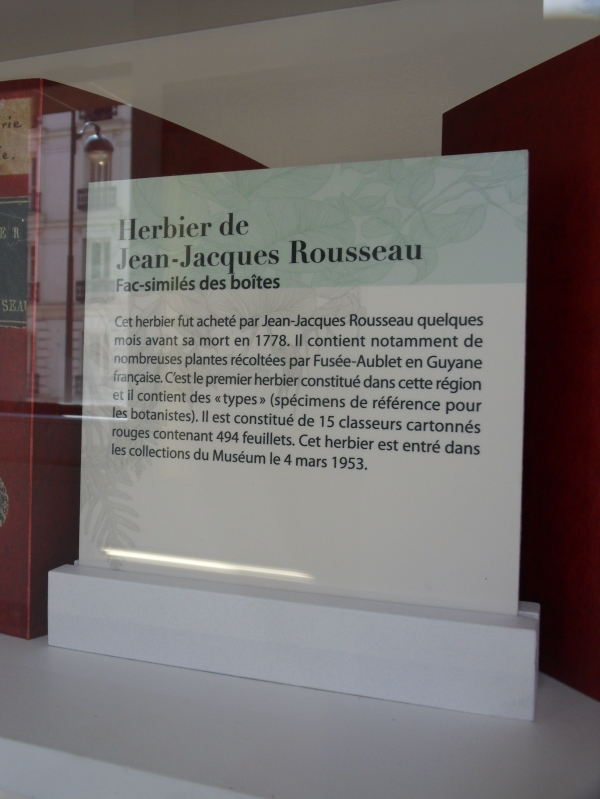 rie
e.
E R
SSEAU
Herbier de
Jean-Jacques Rousseau
Fac-similés des boîtes
Cet herbier fut acheté par Jean-Jacques Rousseau quelques
mois avant sa mort en 1778. Il contient notamment de
nombreuses plantes récoltées par Fusée-Aublet en Guyane
française. C'est le premier herbier constitué dans cette région
et il contient des « types » (spécimens de référence pour
les botanistes). Il est constitué de 15 classeurs cartonnés
rouges contenant 494 feuillets. Cet herbier est entré dans
les collections du Muséum le 4 mars 1953.